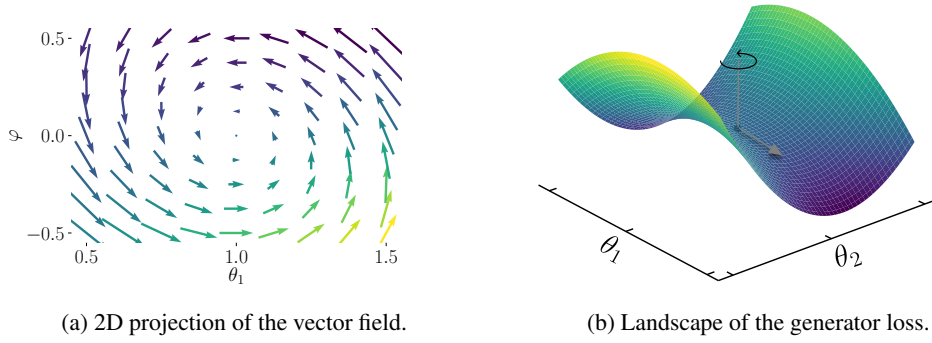 0.5
0.0
−0.5
φ
0.5
1.0
1.5
θ₁
θ₁
θ₂
(a) 2D projection of the vector field.
(b) Landscape of the generator loss.